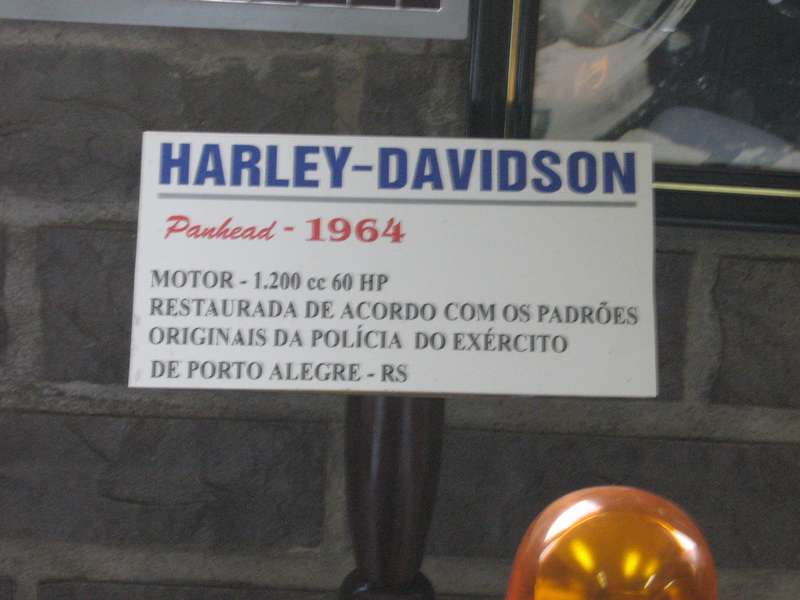 HARLEY-DAVIDSON
Panhead - 1964
MOTOR - 1.200 cc 60 HP
RESTAURADA DE ACORDO COM OS PADRÕES
ORIGINAIS DA POLÍCIA DO EXÉRCITO
DE PORTO ALEGRE - RS